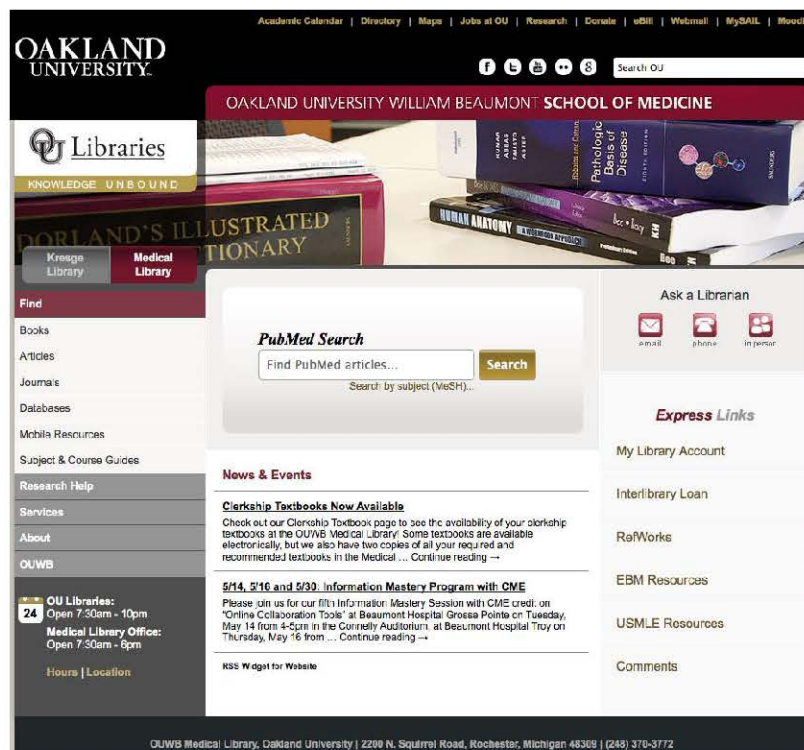 Academic Calendar | Directory | Maps | Jobs at OU | Research | Donate | eBill | Webmail | MySAIL | Moodl
OAKLAND
UNIVERSITY
Search OU
OAKLAND UNIVERSITY WILLIAM BEAUMONT SCHOOL OF MEDICINE
OU Libraries
KNOWLEDGE UNBOUND
Pathologic
Basis of
Disease
SAUNDERS
HUMAN ANATOMY
DORLAND'S ILLUSTRATED
TIONARY
Kresge
Library
Medical
Library
Find
Books
Articles
Journals
Databases
Mobile Resources
Subject & Course Guides
Research Help
Services
About
OUWB
24
OU Libraries:
Open 7:30am - 10pm
Medical Library Office:
Open 7:30am - 6pm
Hours | Location
PubMed Search
Find PubMed articles...
Search
Search by subject (MeSH)...
News & Events
Clerkship Textbooks Now Available
Check out our Clerkship Textbook page to see the availability of your clerkship
textbooks at the OUWB Medical Library! Some textbooks are available
electronically, but we also have two copies of all your required and
recommended textbooks in the Medical ... Continue reading →
5/14, 5/16 and 5/30: Information Mastery Program with CME
Please join us for our fifth Information Mastery Session with CME credit on
"Online Collaboration Tools" at Beaumont Hospital Grosse Pointe on Tuesday,
May 14 from 4-5pm in the Connelly Auditorium, at Beaumont Hospital Troy on
Thursday, May 16 from ... Continue reading →
RSS Widget for Website
Ask a Librarian
email
phone
in person
Express Links
My Library Account
Interlibrary Loan
RefWorks
EBM Resources
USMLE Resources
Comments
OUWB Medical Library, Oakland University | 2200 N. Squirrel Road, Rochester, Michigan 48309 | (248) 370-3772